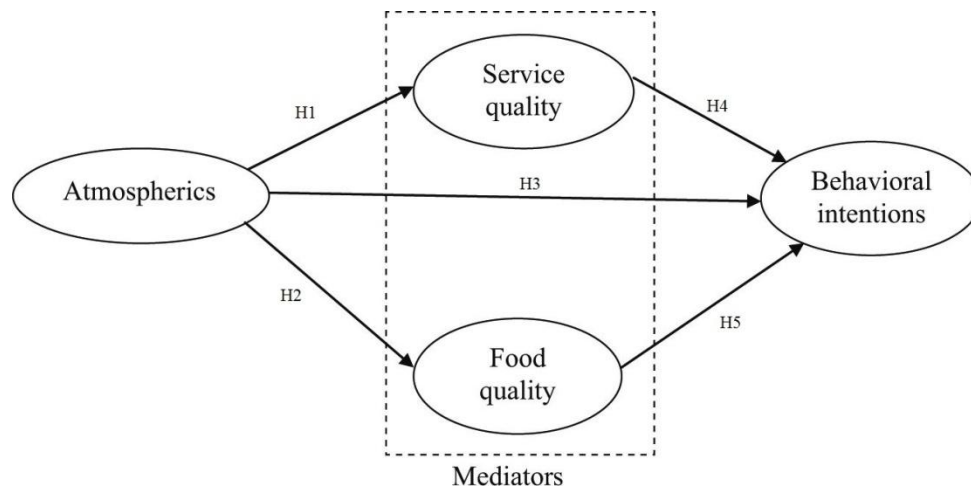 Service
quality
H1
H4
Atmospherics
H3
Behavioral
intentions
H2
H5
Food
quality
Mediators